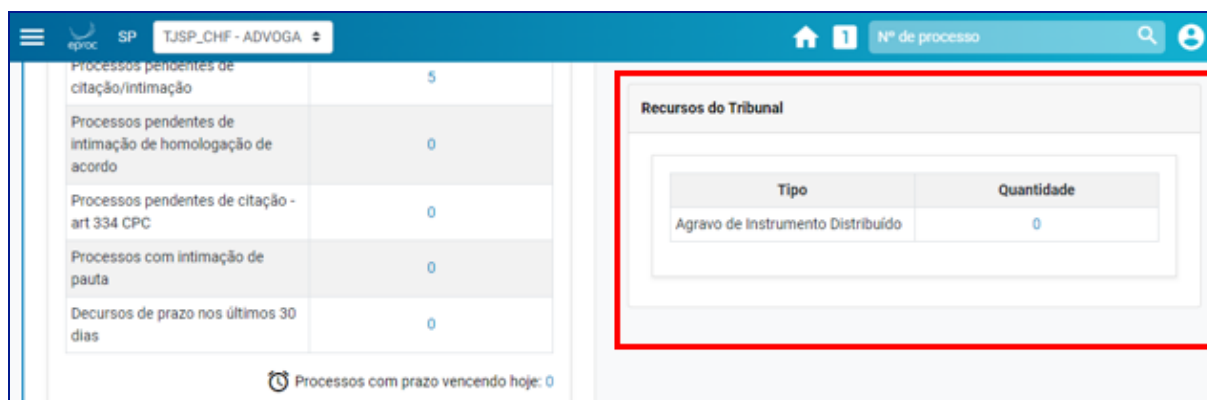 eproc SP TJSP_CHF - ADVOGA 1 Nº de processo
Processos pendentes de
citação/intimação 5
Processos pendentes de
intimação de homologação de
acordo 0
Processos pendentes de citação -
art 334 CPC 0
Processos com intimação de
pauta 0
Decursos de prazo nos últimos 30
dias 0
Processos com prazo vencendo hoje: 0
Recursos do Tribunal
Tipo Quantidade
Agravo de Instrumento Distribuído 0